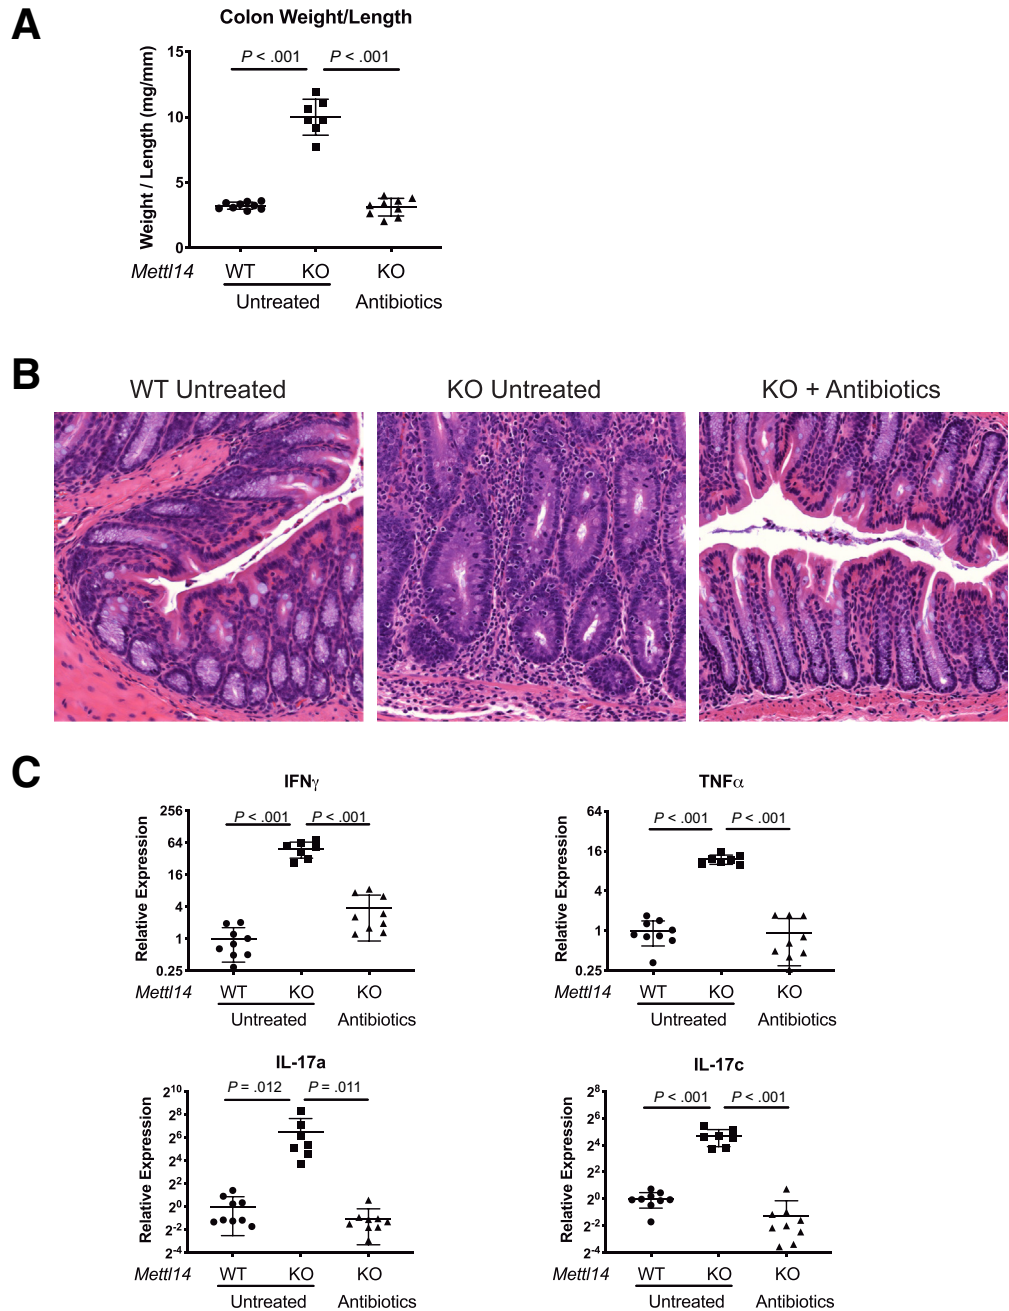 A
Colon Weight/Length
P < .001 P < .001
Weight / Length (mg/mm)
15
10
5
0
Mettl14 WT KO KO
Untreated Antibiotics
B
WT Untreated KO Untreated KO + Antibiotics
C
IFNγ
P < .001 P < .001
Relative Expression
256
64
16
4
1
0.25
Mettl14 WT KO KO
Untreated Antibiotics
TNFα
P < .001 P < .001
Relative Expression
64
16
4
1
0.25
Mettl14 WT KO KO
Untreated Antibiotics
IL-17a
P = .012 P = .011
Relative Expression
2^10
2^8
2^6
2^4
2^2
2^0
2^-2
2^-4
Mettl14 WT KO KO
Untreated Antibiotics
IL-17c
P < .001 P < .001
Relative Expression
2^8
2^6
2^4
2^2
2^0
2^-2
2^-4
Mettl14 WT KO KO
Untreated Antibiotics